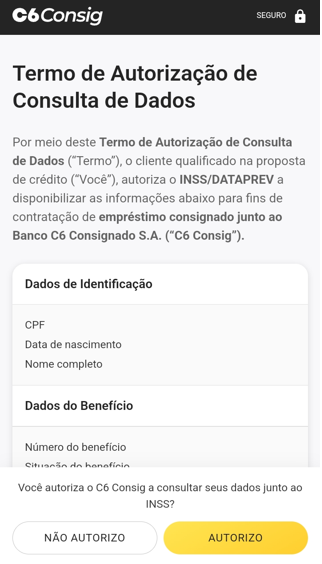 C6Consig
SEGURO
Termo de Autorização de
Consulta de Dados
Por meio deste Termo de Autorização de Consulta
de Dados (“Termo”), o cliente qualificado na proposta
de crédito (“Você”), autoriza o INSS/DATAPREV a
disponibilizar as informações abaixo para fins de
contratação de empréstimo consignado junto ao
Banco C6 Consignado S.A. (“C6 Consig”).
Dados de Identificação
CPF
Data de nascimento
Nome completo
Dados do Benefício
Número do benefício
Situação do benefício
Você autoriza o C6 Consig a consultar seus dados junto ao
INSS?
NÃO AUTORIZO
AUTORIZO